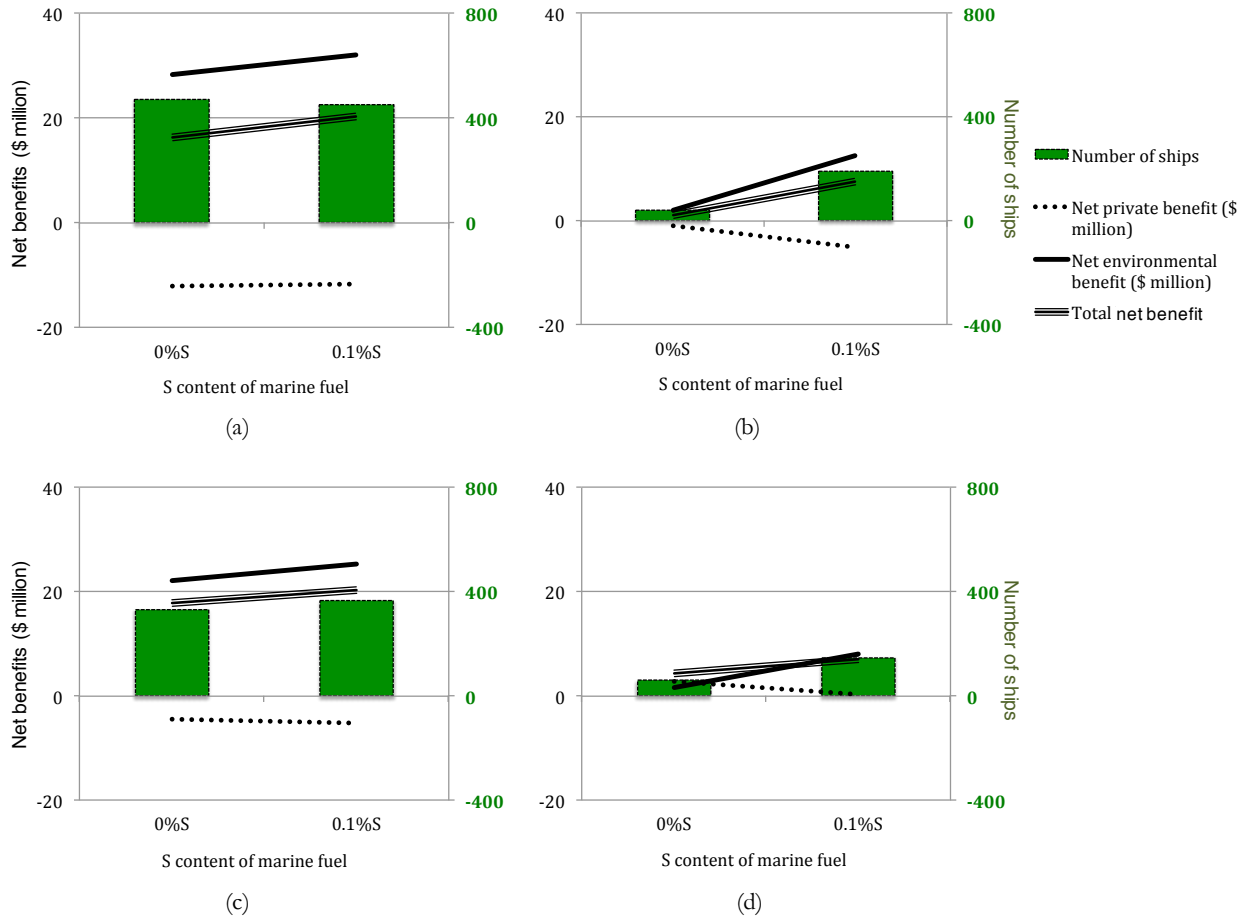 40
20
0
-20
Net benefits ($ million)
800
400
0
-400
0%S
0.1%S
S content of marine fuel
(a)
40
20
0
-20
800
400
0
-400
Number of ships
0%S
0.1%S
S content of marine fuel
(b)
Number of ships
Net private benefit ($
million)
Net environmental
benefit ($ million)
Total net benefit
40
20
0
-20
Net benefits ($ million)
800
400
0
-400
0%S
0.1%S
S content of marine fuel
(c)
40
20
0
-20
800
400
0
-400
Number of ships
0%S
0.1%S
S content of marine fuel
(d)